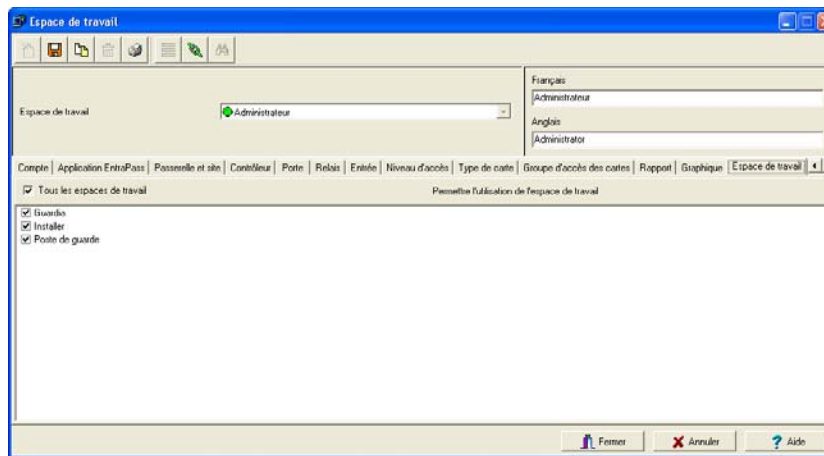 Espace de travail
Français
Administrateur
Espace de travail
Administrateur
Anglais
Administrator
Compte | Application EntraPass | Passerelle et site | Contrôleur | Porte | Relais | Entrée | Niveau d'accès | Type de carte | Groupe d'accès des cartes | Rapport | Graphique | Espace de travail
Tous les espaces de travail
Permettre l'utilisation de l'espace de travail
Guardia
Installer
Poste de guarde
Fermer
Annuler
? Aide